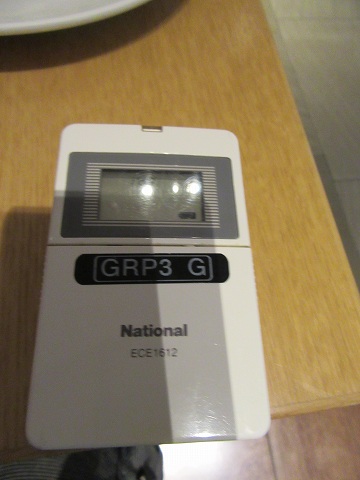 GRP3 G
National
ECE1612